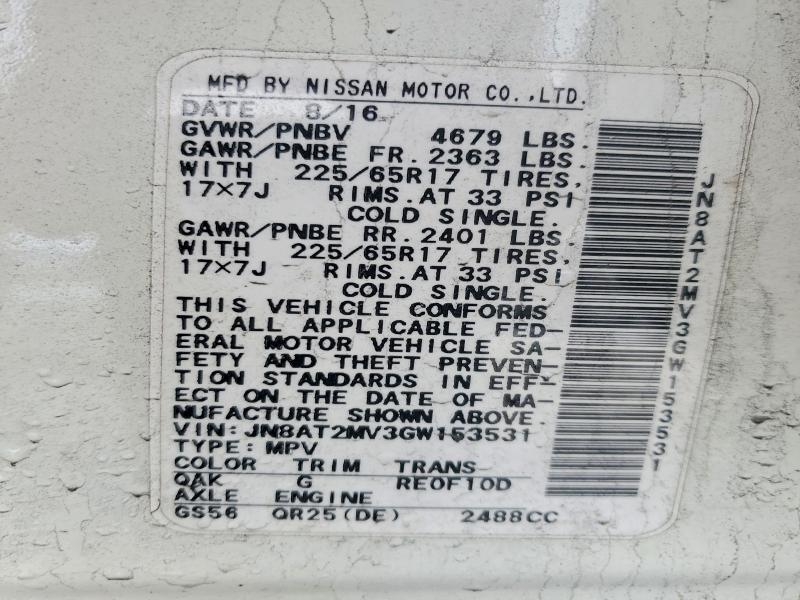 MFD BY NISSAN MOTOR CO.,LTD.
DATE 8/16
GVWR/PNBV 4679 LBS.
GAWR/PNBE FR. 2363 LBS.
WITH 225/65R17 TIRES.
17×7J RIMS. AT 33 PSI
COLD SINGLE.
GAWR/PNBE RR. 2401 LBS.
WITH 225/65R17 TIRES.
17×7J RIMS. AT 33 PSI
COLD SINGLE.
THIS VEHICLE CONFORMS
TO ALL APPLICABLE FED-
ERAL MOTOR VEHICLE SA-
FETY AND THEFT PREVEN-
TION STANDARDS IN EFF-
ECT ON THE DATE OF MA-
NUFACTURE SHOWN ABOVE.
VIN: JN8AT2MV3GW153531
TYPE: MPV
COLOR TRIM TRANS
QAK G RE0F10D
AXLE ENGINE
GS56 QR25(DE) 2488CC
JN8AT2MV3GW153531